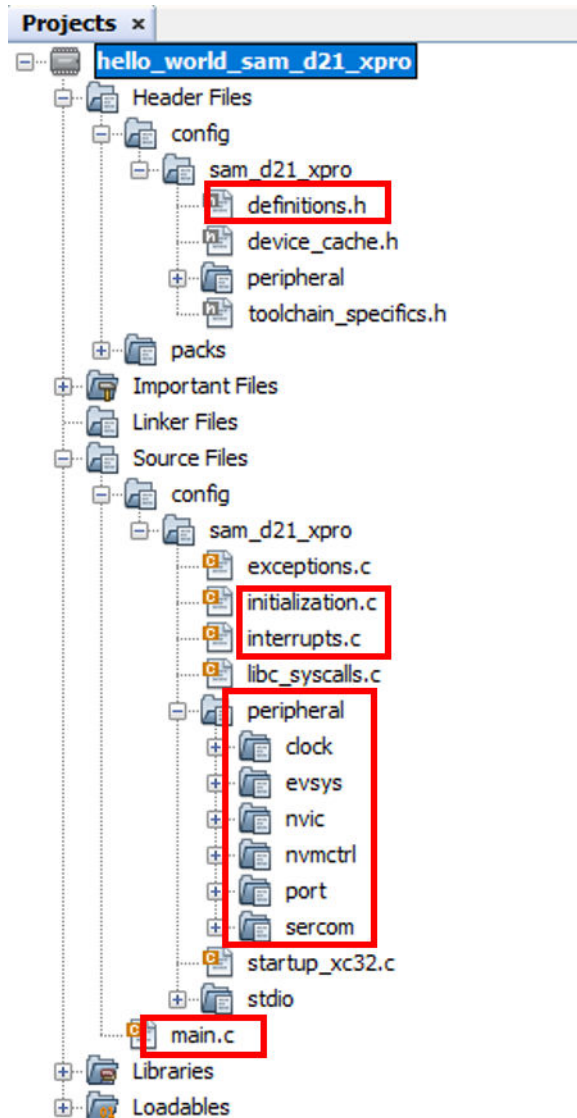 Projects ×
hello_world_sam_d21_xpro
Header Files
config
sam_d21_xpro
definitions.h
device_cache.h
peripheral
toolchain_specifics.h
packs
Important Files
Linker Files
Source Files
config
sam_d21_xpro
exceptions.c
initialization.c
interrupts.c
libc_syscalls.c
peripheral
clock
evsys
nvic
nvmctrl
port
sercom
startup_xc32.c
stdio
main.c
Libraries
Loadables